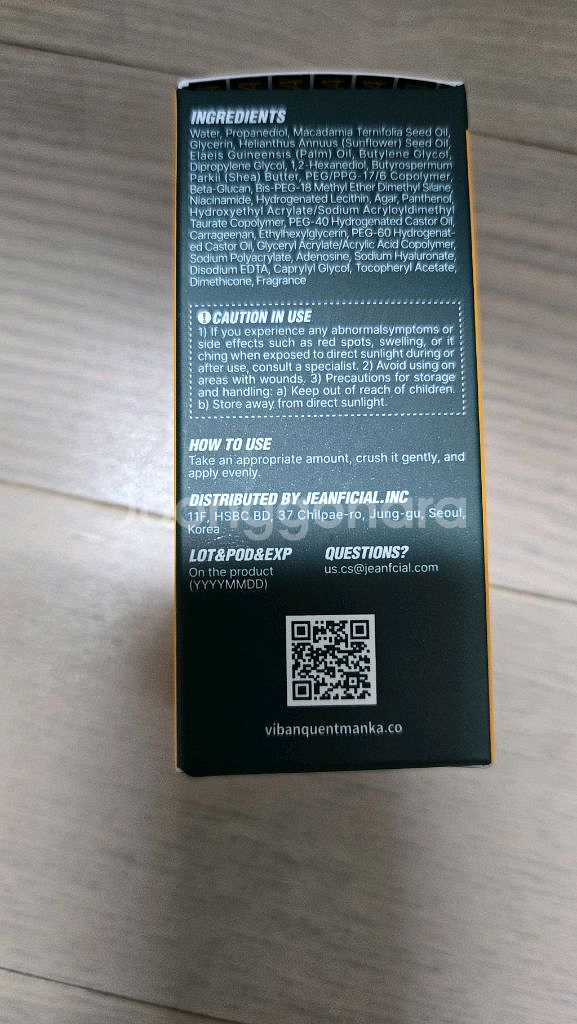 INGREDIENTS
Water, Propanediol, Macadamia Ternifolia Seed Oil,
Glycerin, Helianthus Annuus (Sunflower) Seed Oil,
Elaeis Guineensis (Palm) Oil, Butylene Glycol,
Dipropylene Glycol, 1,2-Hexanediol, Butyrospermum
Parkii (Shea) Butter, PEG/PPG-17/6 Copolymer,
Beta-Glucan, Bis-PEG-18 Methyl Ether Dimethyl Silane,
Niacinamide, Hydrogenated Lecithin, Agar, Panthenol,
Hydroxyethyl Acrylate/Sodium Acryloyldimethyl
Taurate Copolymer, PEG-40 Hydrogenated Castor Oil,
Carrageenan, Ethylhexylglycerin, PEG-60 Hydrogenat-
ed Castor Oil, Glyceryl Acrylate/Acrylic Acid Copolymer,
Sodium Polyacrylate, Adenosine, Sodium Hyaluronate,
Disodium EDTA, Caprylyl Glycol, Tocopheryl Acetate,
Dimethicone, Fragrance
CAUTION IN USE
1) If you experience any abnormalsymptoms or
side effects such as red spots, swelling, or it
ching when exposed to direct sunlight during or
after use, consult a specialist. 2) Avoid using on
areas with wounds. 3) Precautions for storage
and handling: a) Keep out of reach of children.
b) Store away from direct sunlight.
HOW TO USE
Take an appropriate amount, crush it gently, and
apply evenly.
DISTRIBUTED BY JEANFICIAL.INC
11F, HSBC BD, 37 Chilpae-ro, Jung-gu, Seoul,
Korea
LOT&POD&EXP
On the product
(YYYYMMDD)
QUESTIONS?
us.cs@jeanfcial.com
vibanquentmanka.co